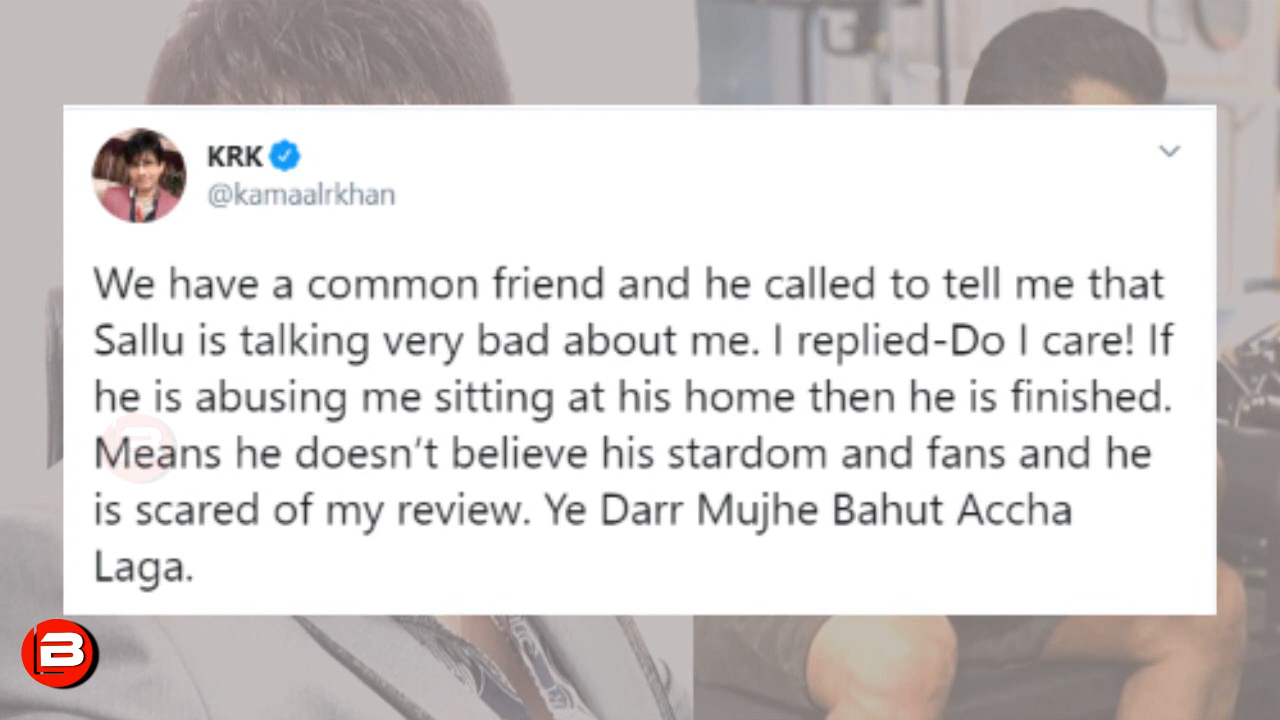 KRK
@kamaalrkhan
We have a common friend and he called to tell me that
Sallu is talking very bad about me. I replied-Do I care! If
he is abusing me sitting at his home then he is finished.
Means he doesn’t believe his stardom and fans and he
is scared of my review. Ye Darr Mujhe Bahut Accha
Laga.
B